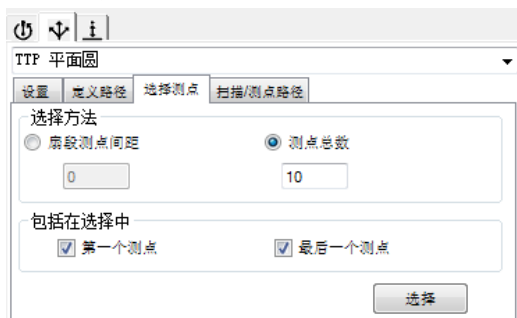 TTP 平面圆
设置 定义路径 选择测点 扫描/测点路径
选择方法
扇段测点间距 测点总数
0 10
包括在选择中
第一个测点 最后一个测点
选择